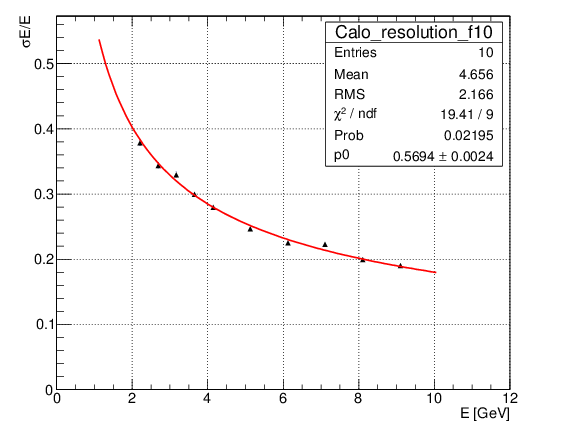 Calo_resolution_f10
Entries 10
Mean 4.656
RMS 2.166
χ² / ndf 19.41 / 9
Prob 0.02195
p0 0.5694 ± 0.0024
σE/E
0.5
0.4
0.3
0.2
0.1
0
0 2 4 6 8 10 12
E [GeV]